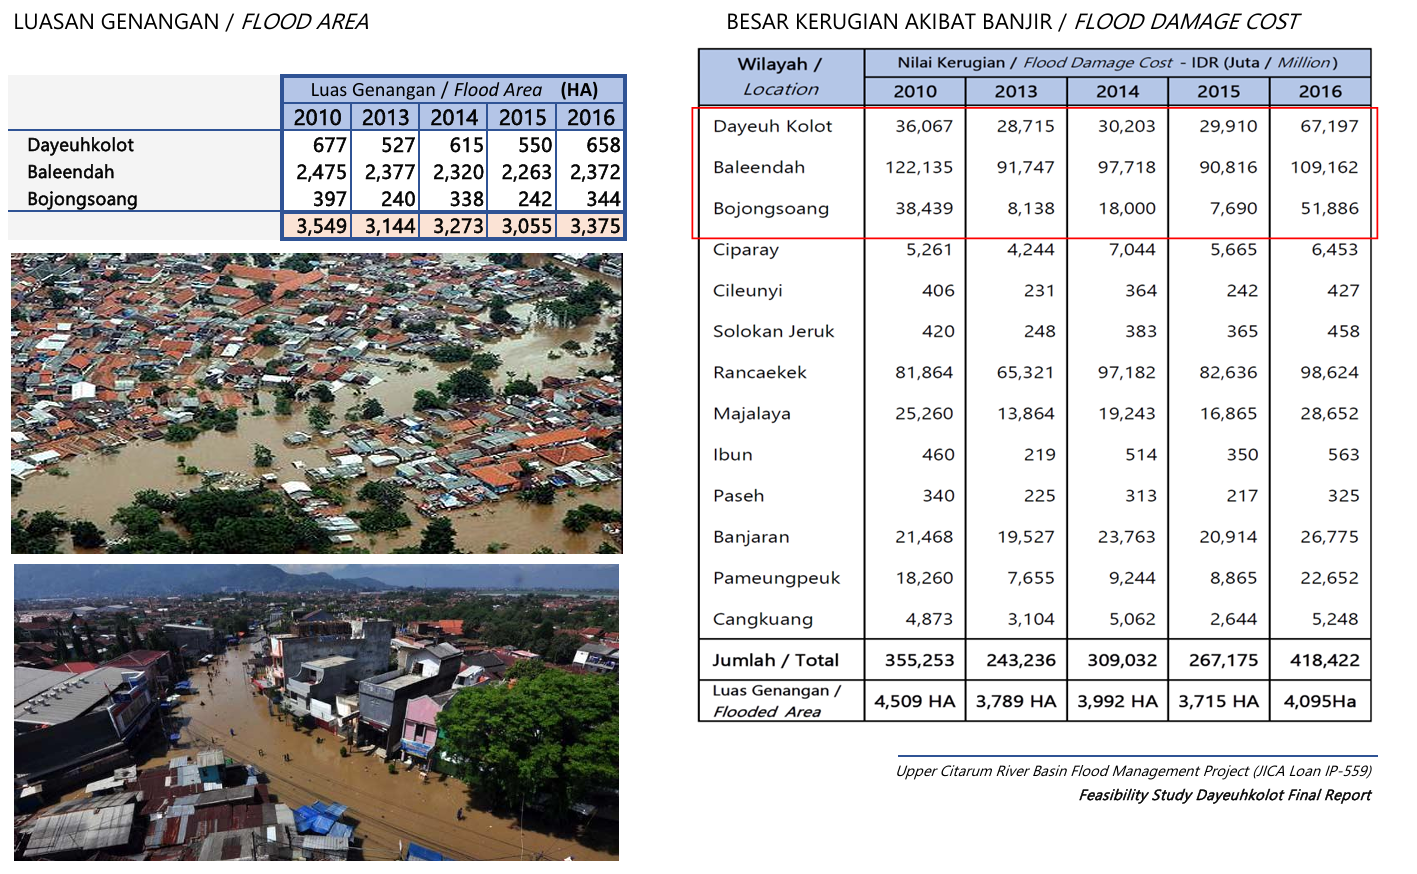 LUASAN GENANGAN / FLOOD AREA
Luas Genangan / Flood Area (HA)
2010 2013 2014 2015 2016
Dayeuhkolot 677 527 615 550 658
Baleendah 2,475 2,377 2,320 2,263 2,372
Bojongsoang 397 240 338 242 344
3,549 3,144 3,273 3,055 3,375
BESAR KERUGIAN AKIBAT BANJIR / FLOOD DAMAGE COST
Wilayah / Location
Nilai Kerugian / Flood Damage Cost - IDR (Juta / Million)
2010 2013 2014 2015 2016
Dayeuh Kolot 36,067 28,715 30,203 29,910 67,197
Baleendah 122,135 91,747 97,718 90,816 109,162
Bojongsoang 38,439 8,138 18,000 7,690 51,886
Ciparay 5,261 4,244 7,044 5,665 6,453
Cileunyi 406 231 364 242 427
Solokan Jeruk 420 248 383 365 458
Rancaekek 81,864 65,321 97,182 82,636 98,624
Majalaya 25,260 13,864 19,243 16,865 28,652
Ibun 460 219 514 350 563
Paseh 340 225 313 217 325
Banjaran 21,468 19,527 23,763 20,914 26,775
Pameungpeuk 18,260 7,655 9,244 8,865 22,652
Cangkuang 4,873 3,104 5,062 2,644 5,248
Jumlah / Total 355,253 243,236 309,032 267,175 418,422
Luas Genangan / Flooded Area 4,509 HA 3,789 HA 3,992 HA 3,715 HA 4,095Ha
Upper Citarum River Basin Flood Management Project (JICA Loan IP-559)
Feasibility Study Dayeuhkolot Final Report